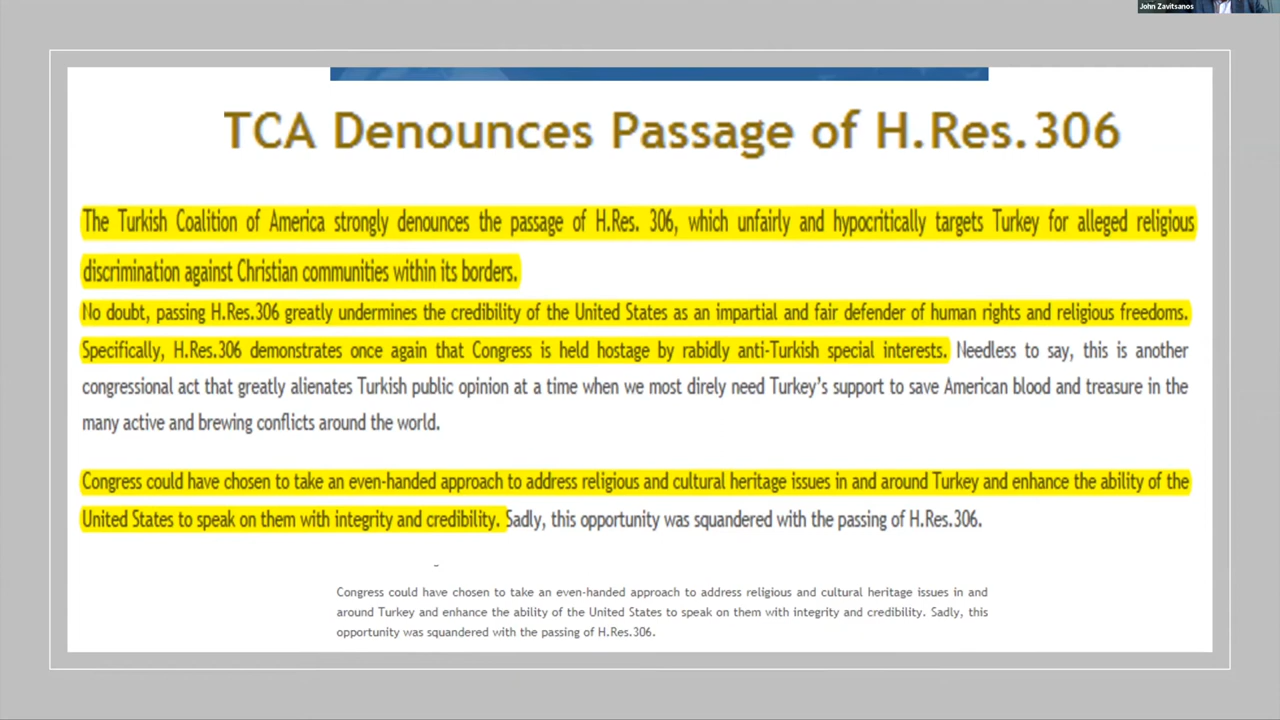 John Zavitsanos
TCA Denounces Passage of H.Res.306
The Turkish Coalition of America strongly denounces the passage of H.Res. 306, which unfairly and hypocritically targets Turkey for alleged religious
discrimination against Christian communities within its borders.
No doubt, passing H.Res.306 greatly undermines the credibility of the United States as an impartial and fair defender of human rights and religious freedoms.
Specifically, H.Res.306 demonstrates once again that Congress is held hostage by rabidly anti-Turkish special interests. Needless to say, this is another
congressional act that greatly alienates Turkish public opinion at a time when we most direly need Turkey’s support to save American blood and treasure in the
many active and brewing conflicts around the world.
Congress could have chosen to take an even-handed approach to address religious and cultural heritage issues in and around Turkey and enhance the ability of the
United States to speak on them with integrity and credibility. Sadly, this opportunity was squandered with the passing of H.Res.306.
Congress could have chosen to take an even-handed approach to address religious and cultural heritage issues in and
around Turkey and enhance the ability of the United States to speak on them with integrity and credibility. Sadly, this
opportunity was squandered with the passing of H.Res.306.